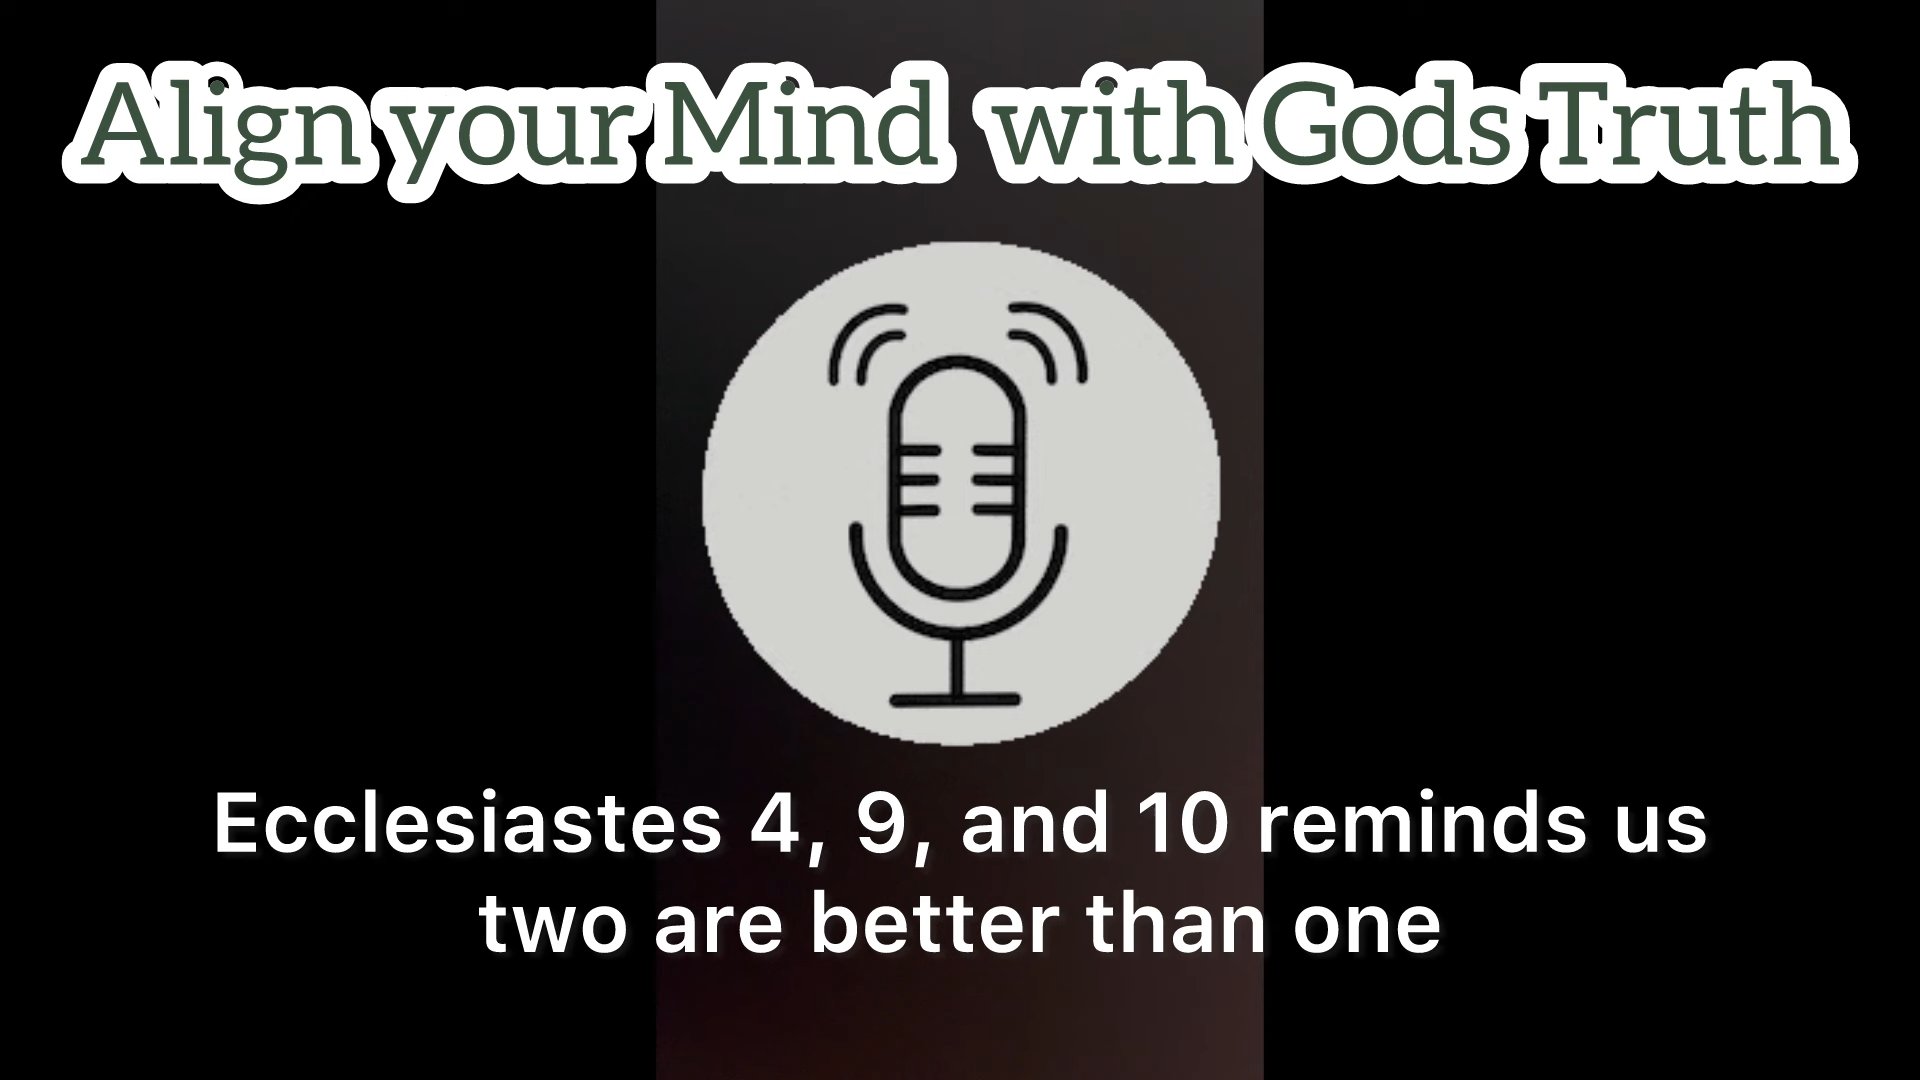 Align your Mind with Gods Truth
Ecclesiastes 4, 9, and 10 reminds us
two are better than one